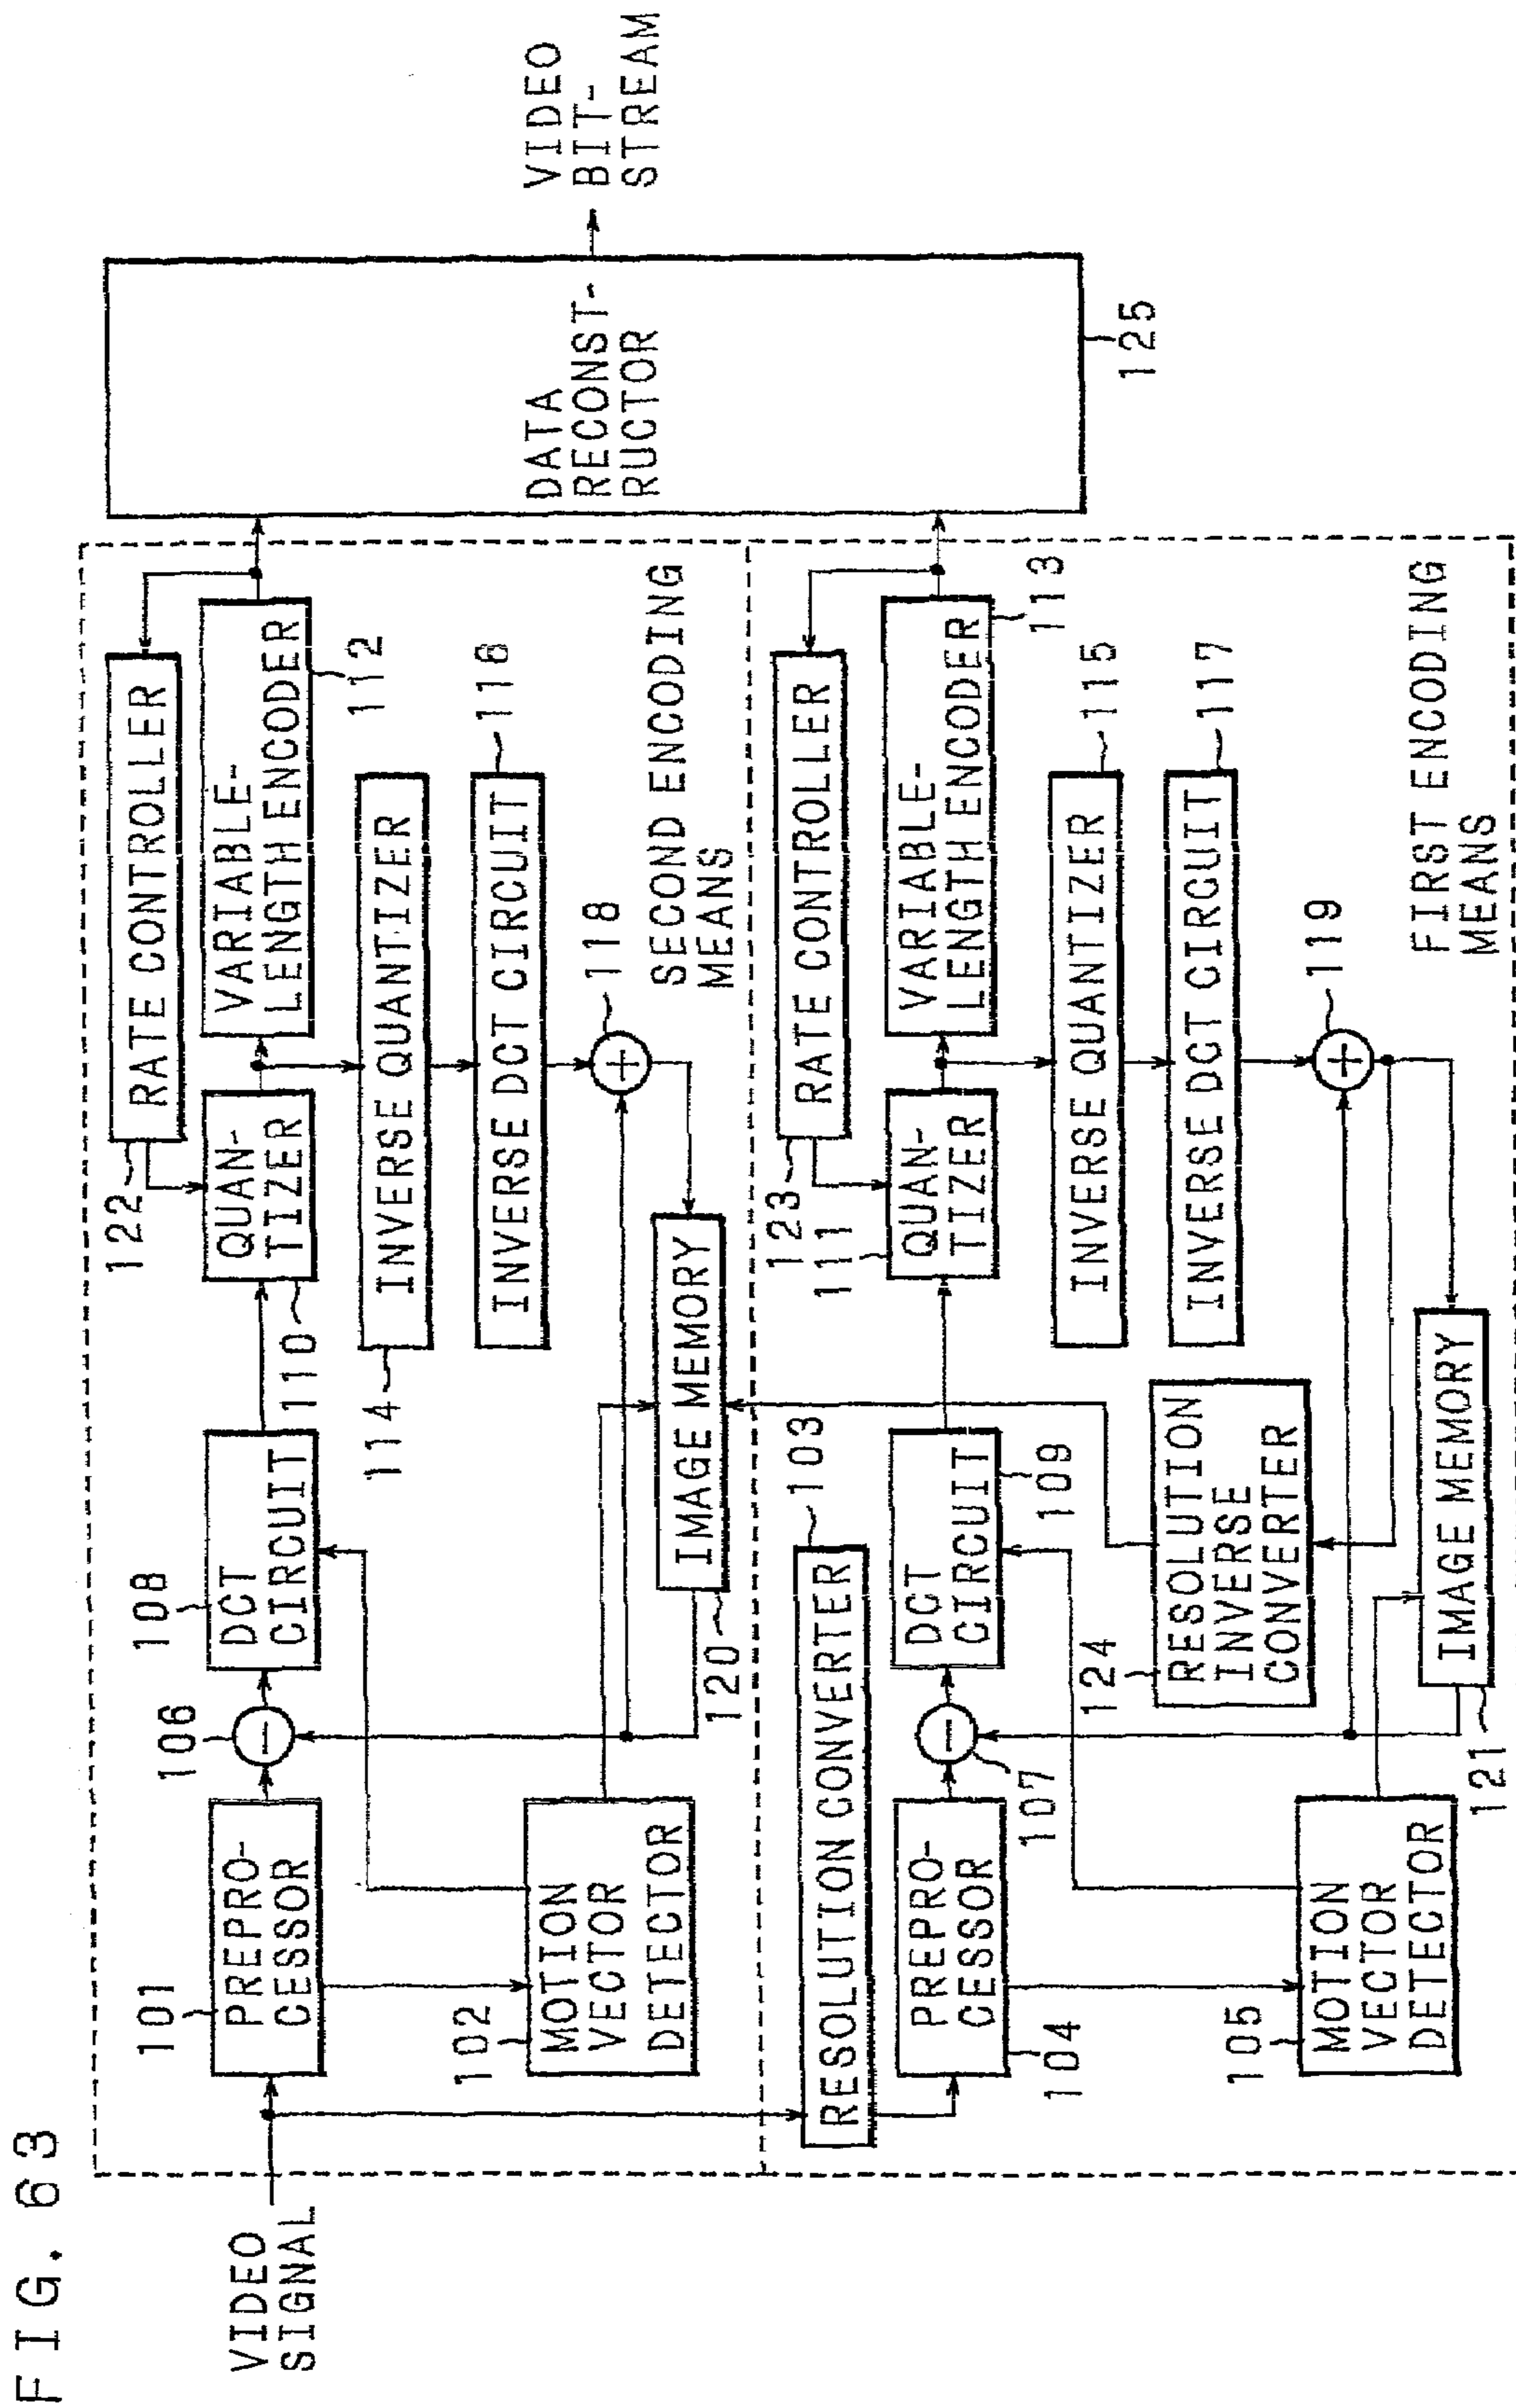 FIG. 63
VIDEO
SIGNAL
101
PREPRO-
CESSOR
102
MOTION
VECTOR
DETECTOR
106
108
DCT
CIRCUIT
110
QUAN-
TIZER
122
RATE CONTROLLER
VARIABLE-
LENGTH ENCODER
112
114
INVERSE QUANTIZER
INVERSE DCT CIRCUIT
116
118
IMAGE MEMORY
120
SECOND ENCODING
MEANS
RESOLUTION CONVERTER
103
PREPRO-
CESSOR
104
105
MOTION
VECTOR
DETECTOR
107
DCT
CIRCUIT
109
111
QUAN-
TIZER
123
RATE CONTROLLER
VARIABLE-
LENGTH ENCODER
113
INVERSE QUANTIZER
115
INVERSE DCT CIRCUIT
117
119
124
RESOLUTION
INVERSE
CONVERTER
IMAGE MEMORY
121
FIRST ENCODING
MEANS
DATA
RECONST-
RUCTOR
125
VIDEO
BIT-
STREAM